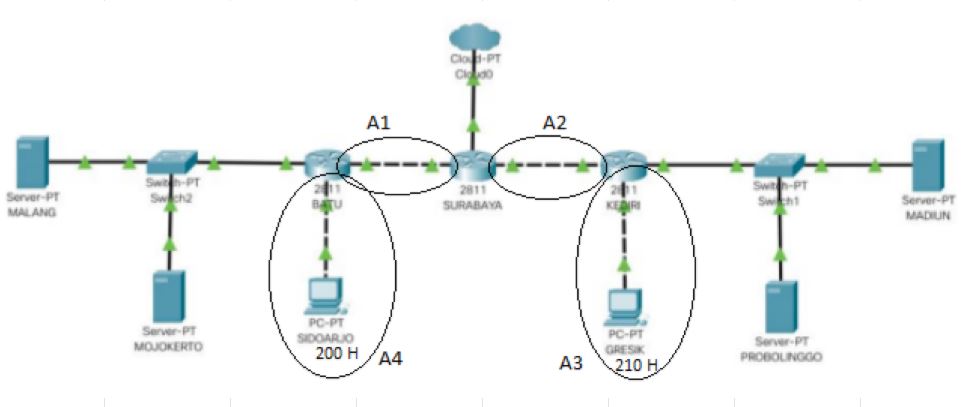 Cloud-PT
Cloud0
A1
A2
Server-PT
MALANG
Switch-PT
Switch2
2811
BATU
2811
SURABAYA
2811
KEDIRI
Switch-PT
Switch1
Server-PT
MADIUN
Server-PT
MOJOKERTO
PC-PT
SIDOARJO
200 H
A4
A3
PC-PT
GRESIK
210 H
Server-PT
PROBOLINGGO